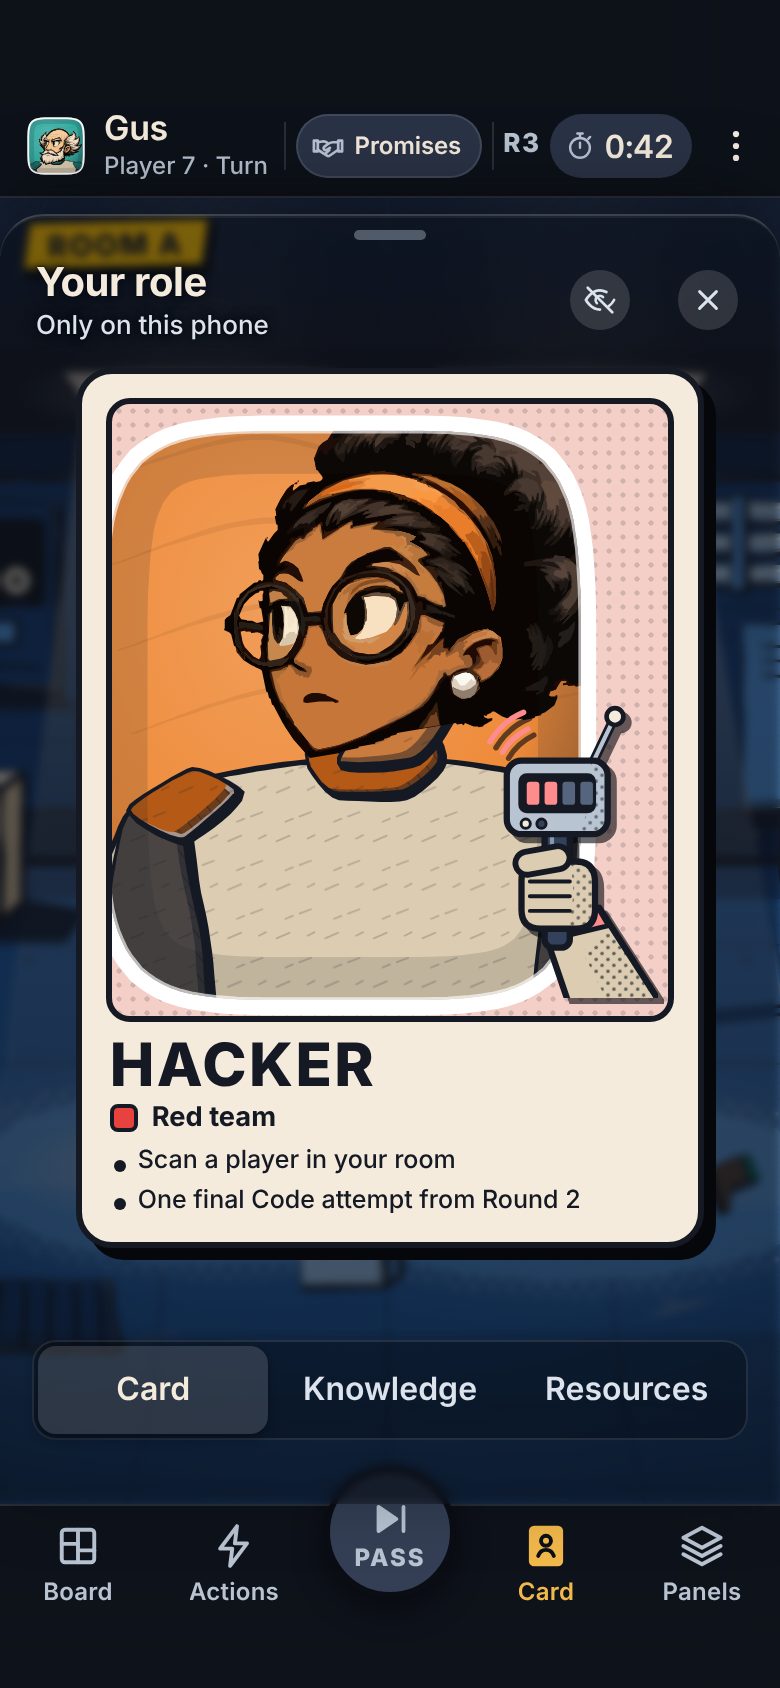 Gus
Player 7 · Turn
Promises
R3
0:42
ROOM A
Your role
Only on this phone
HACKER
Red team
• Scan a player in your room
• One final Code attempt from Round 2
Card
Knowledge
Resources
Board
Actions
PASS
Card
Panels